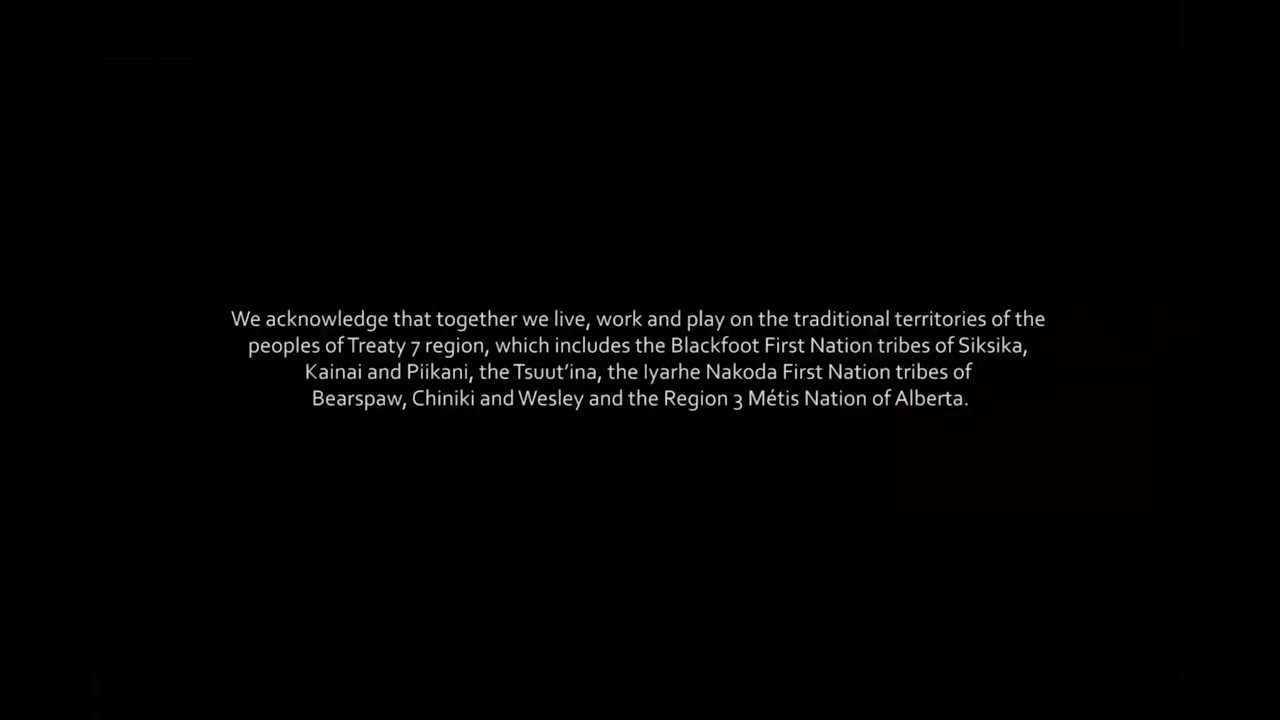 We acknowledge that together we live, work and play on the traditional territories of the
peoples of Treaty 7 region, which includes the Blackfoot First Nation tribes of Siksika,
Kainai and Piikani, the Tsuut’ina, the Iyarhe Nakoda First Nation tribes of
Bearspaw, Chiniki and Wesley and the Region 3 Métis Nation of Alberta.